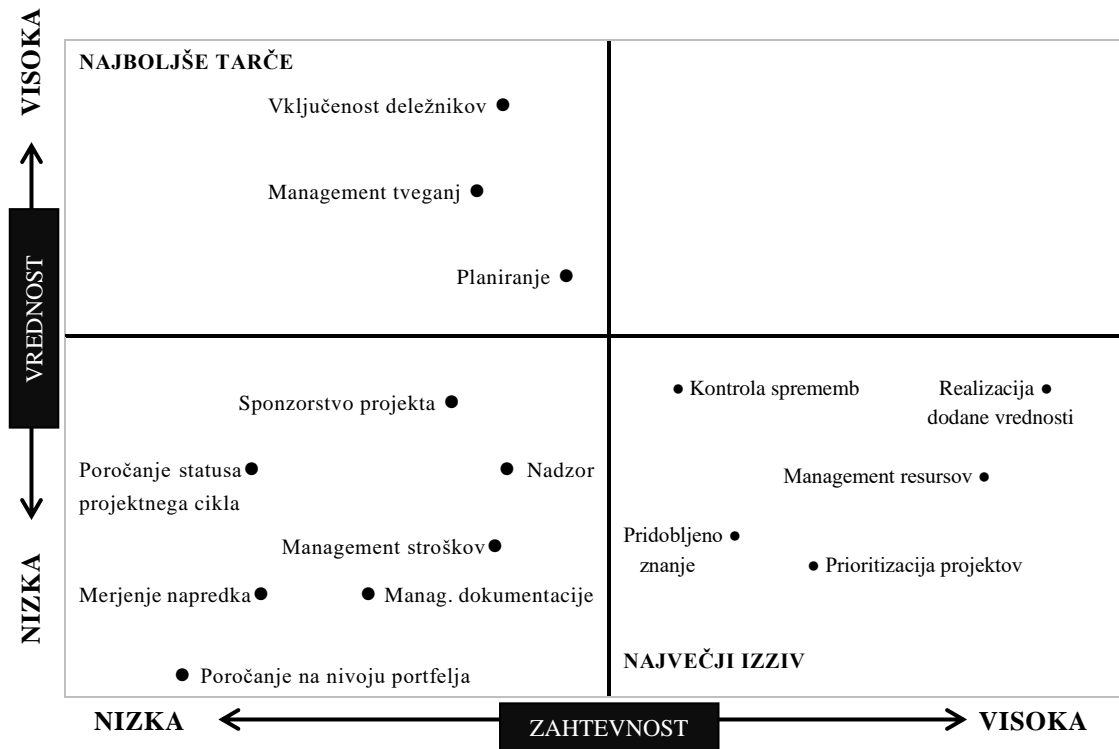 VISOKA
VREDNOST
NIZKA
NAJBOLJŠE TARČE
Vključenost deležnikov
Management tveganj
Planiranje
Sponzorstvo projekta
Poročanje statusa
projektnega cikla
Nadzor
Management stroškov
Merjenje napredka
Manag. dokumentacije
Poročanje na nivoju portfelja
Kontrola sprememb
Realizacija
dodane vrednosti
Management resursov
Pridobljeno
znanje
Prioritizacija projektov
NAJVEČJI IZZIV
NIZKA
ZAHTEVNOST
VISOKA